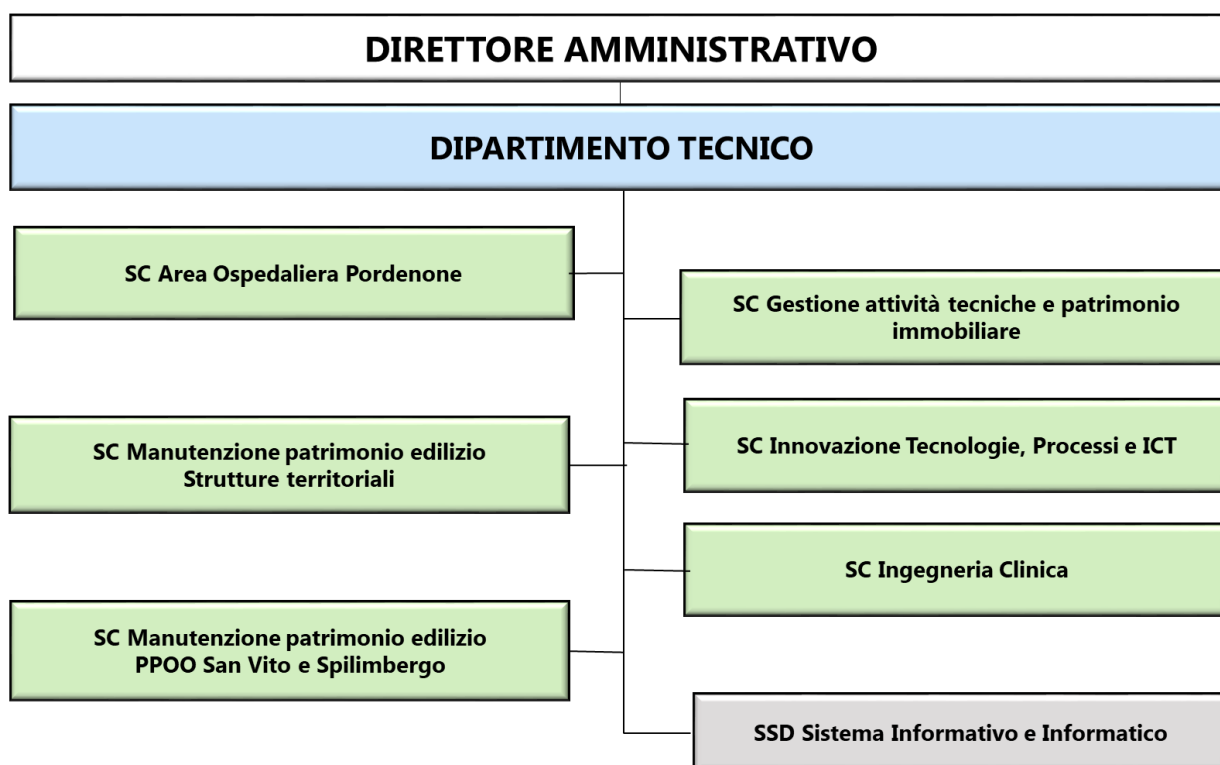 DIRETTORE AMMINISTRATIVO
DIPARTIMENTO TECNICO
SC Area Ospedaliera Pordenone
SC Gestione attività tecniche e patrimonio
immobiliare
SC Manutenzione patrimonio edilizio
Strutture territoriali
SC Innovazione Tecnologie, Processi e ICT
SC Ingegneria Clinica
SC Manutenzione patrimonio edilizio
PPOO San Vito e Spilimbergo
SSD Sistema Informativo e Informatico